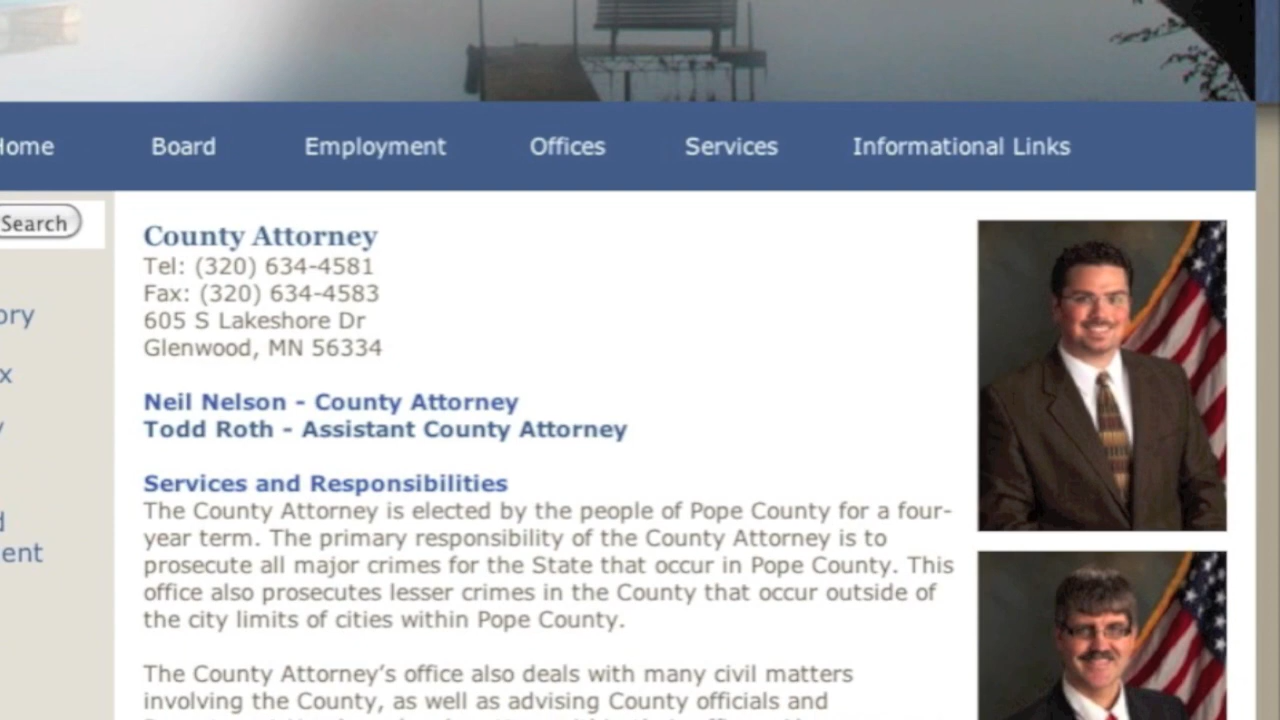 Home
Board
Employment
Offices
Services
Informational Links
Search
County Attorney
Tel: (320) 634-4581
Fax: (320) 634-4583
605 S Lakeshore Dr
Glenwood, MN 56334
Neil Nelson - County Attorney
Todd Roth - Assistant County Attorney
Services and Responsibilities
The County Attorney is elected by the people of Pope County for a four-
year term. The primary responsibility of the County Attorney is to
prosecute all major crimes for the State that occur in Pope County. This
office also prosecutes lesser crimes in the County that occur outside of
the city limits of cities within Pope County.
The County Attorney’s office also deals with many civil matters
involving the County, as well as advising County officials and